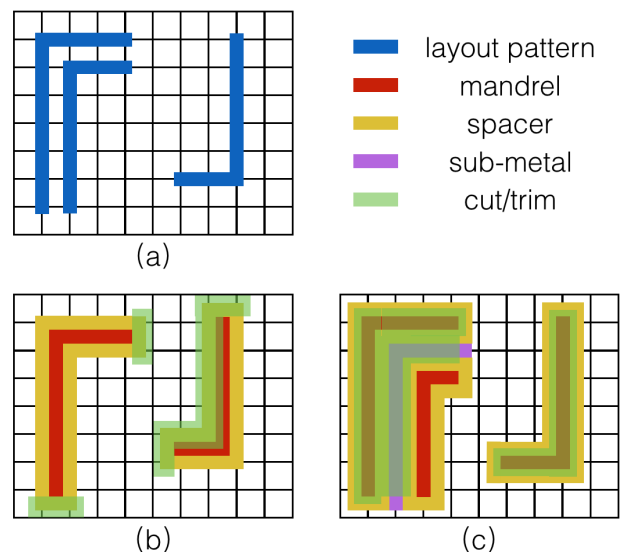 layout pattern
mandrel
spacer
sub-metal
cut/trim
(a)
(b)
(c)